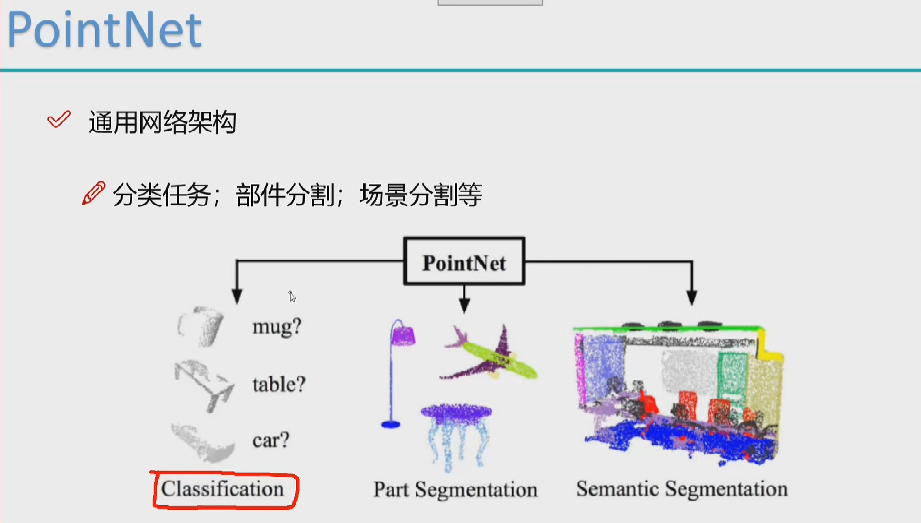 PointNet
通用网络架构
分类任务；部件分割；场景分割等
PointNet
mug?
table?
car?
Classification
Part Segmentation
Semantic Segmentation